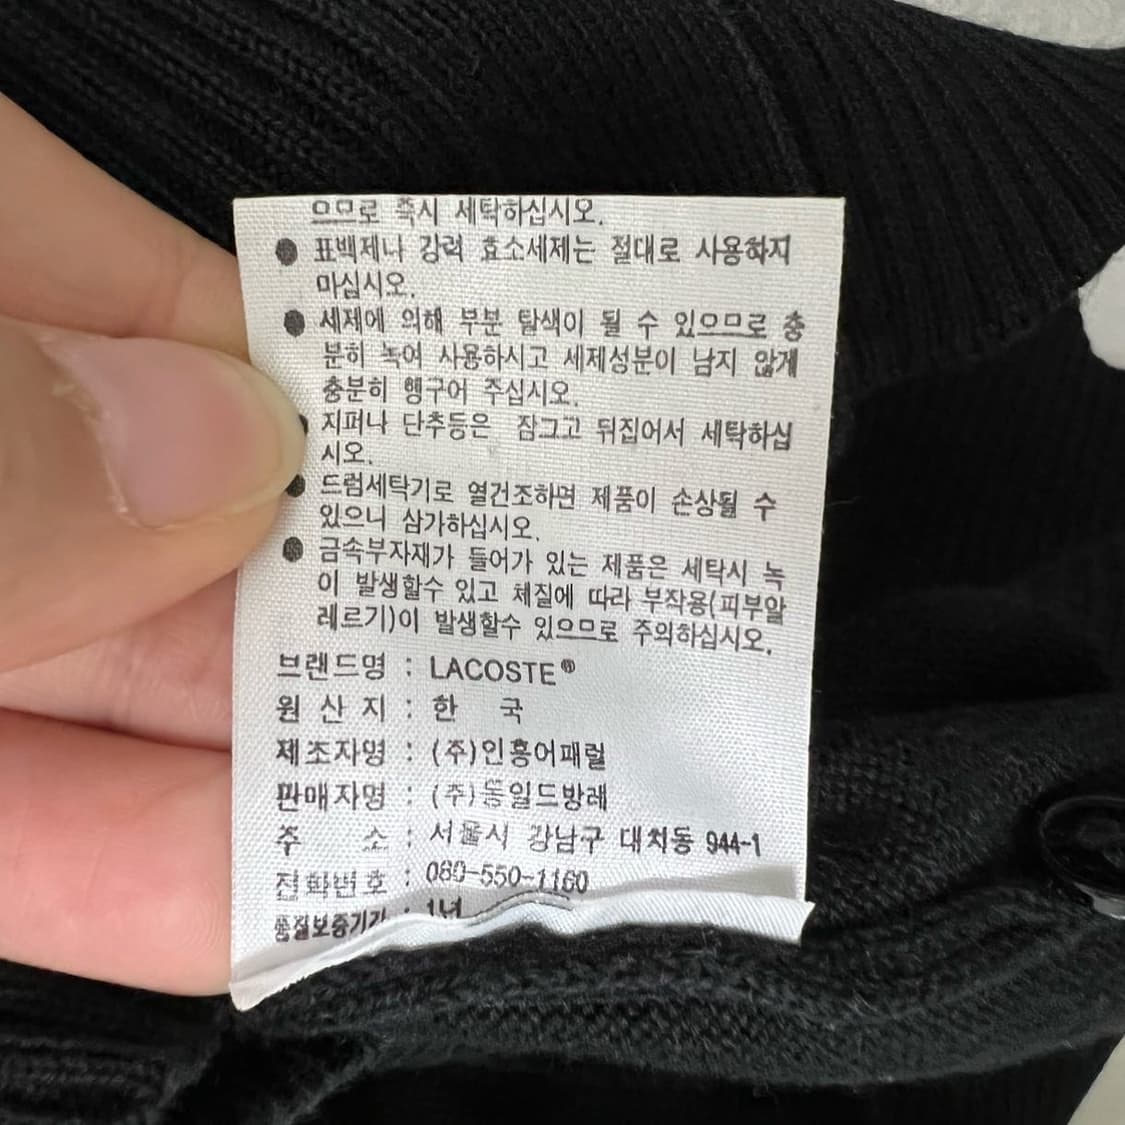 으므로 즉시 세탁하십시오.
● 표백제나 강력 효소세제는 절대로 사용하지
마십시오.
● 세제에 의해 부분 탈색이 될 수 있으므로 충
분히 녹여 사용하시고 세제성분이 남지 않게
충분히 헹구어 주십시오.
● 지퍼나 단추등은 잠그고 뒤집어서 세탁하십
시오.
● 드럼세탁기로 열건조하면 제품이 손상될 수
있으니 삼가하십시오.
● 금속부자재가 들어가 있는 제품은 세탁시 녹
이 발생할수 있고 체질에 따라 부작용(피부알
레르기)이 발생할수 있으므로 주의하십시오.
브랜드명 : LACOSTE®
원 산 지 : 한 국
제조자명 : (주)인흥어패럴
판매자명 : (주)동일드방레
주 소 : 서울시 강남구 대치동 944-1
전화번호 : 080-550-1160
품질보증기간 : 1년